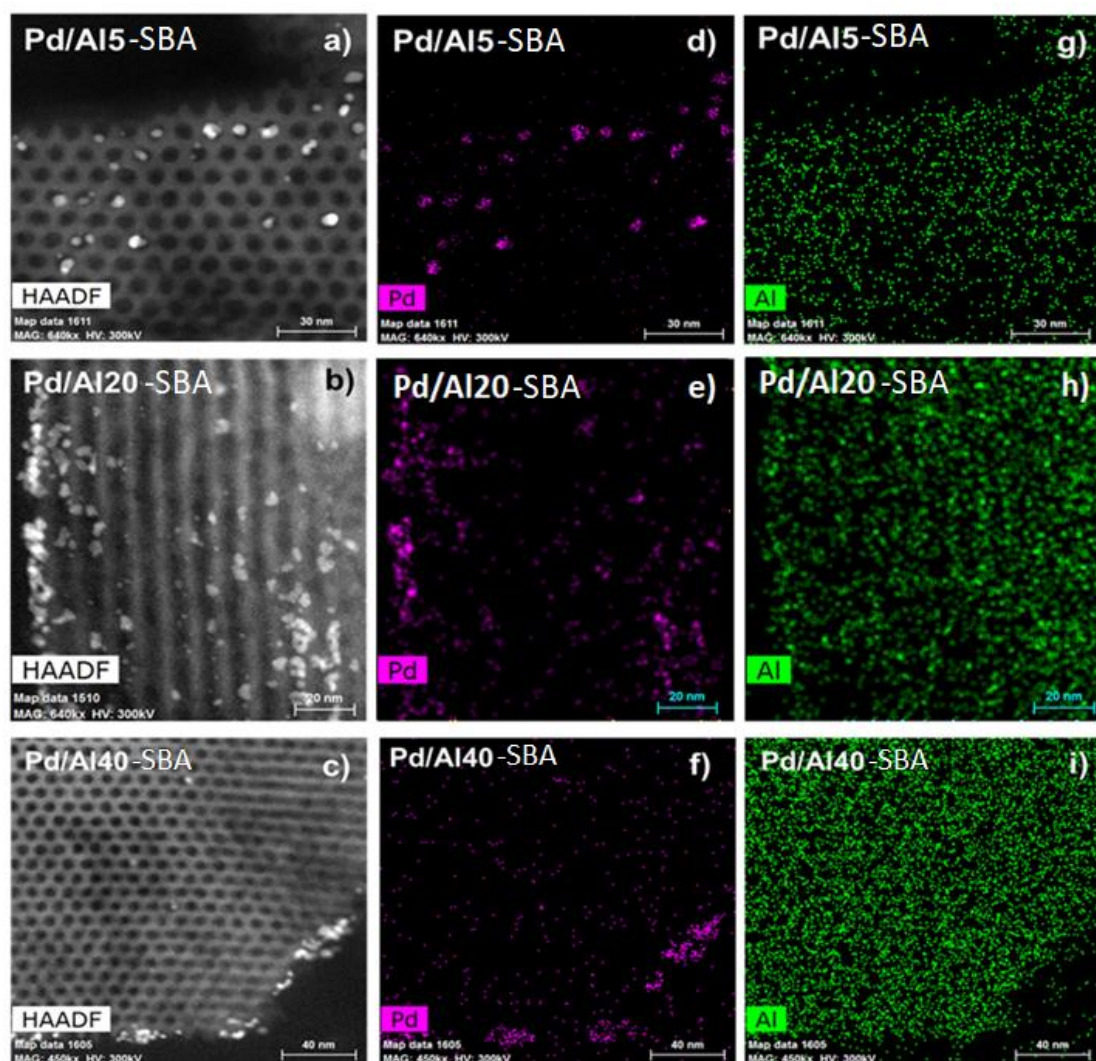 Pd/Al5-SBA a)
HAADF
Map data 1611
MAG: 640kx HV: 300kV
30 nm
Pd/Al5-SBA d)
Pd
Map data 1611
MAG: 640kx HV: 300kV
30 nm
Pd/Al5-SBA g)
Al
Map data 1611
MAG: 640kx HV: 300kV
30 nm
Pd/Al20-SBA b)
HAADF
Map data 1510
MAG: 640kx HV: 300kV
20 nm
Pd/Al20-SBA e)
Pd
20 nm
Pd/Al20-SBA h)
Al
20 nm
Pd/Al40-SBA c)
HAADF
Map data 1605
MAG: 450kx HV: 300kV
40 nm
Pd/Al40-SBA f)
Pd
Map data 1605
MAG: 450kx HV: 300kV
40 nm
Pd/Al40-SBA i)
Al
Map data 1605
MAG: 450kx HV: 300kV
40 nm